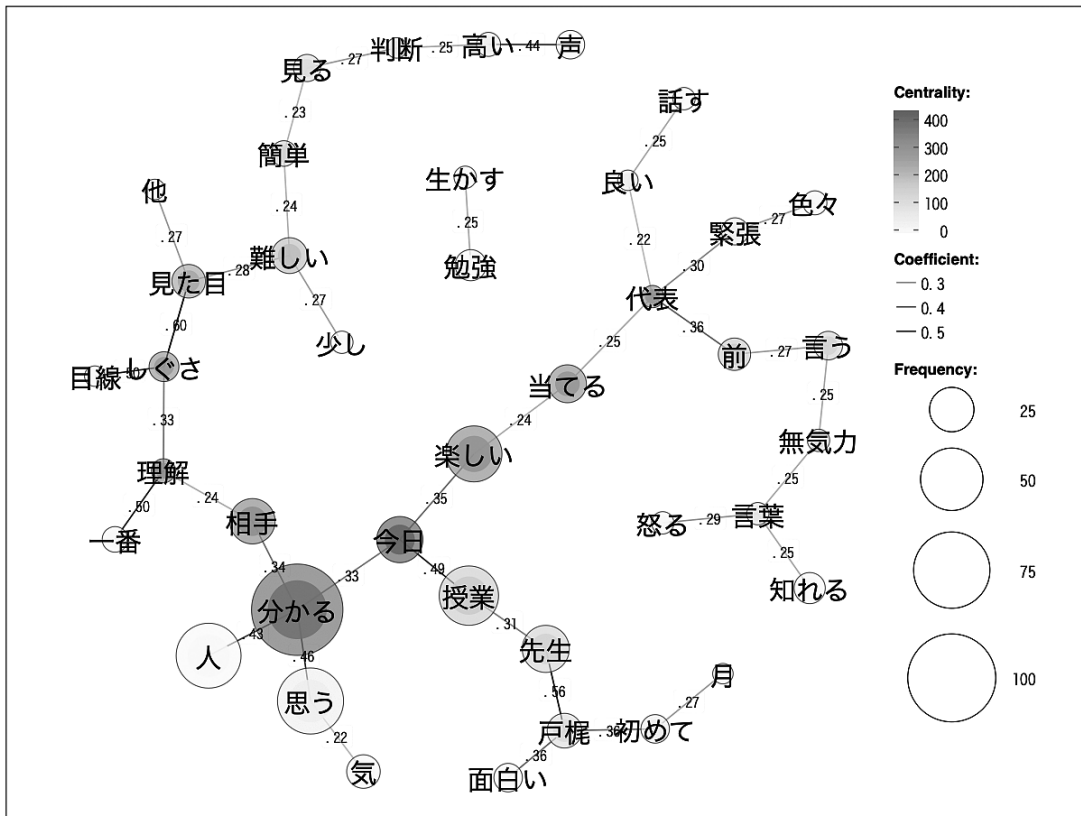 判断
.25
高い
.44
声
.27
見る
.23
簡単
.24
難しい
他
.27
見た目
.28
.27
少し
.60
しぐさ
.50
目線
.33
理解
.50
一番
.24
相手
.34
分かる
.43
人
.46
思う
.22
気
.33
今日
.49
授業
.31
先生
.56
戸梶
.36
面白い
.36
初めて
.27
月
.35
楽しい
.24
当てる
.25
代表
.22
良い
.25
話す
.30
緊張
.27
色々
.36
前
.27
言う
.25
無気力
.25
言葉
.29
怒る
.25
知れる
生かす
.25
勉強
Centrality:
400
300
200
100
0
Coefficient:
0.3
0.4
0.5
Frequency:
25
50
75
100